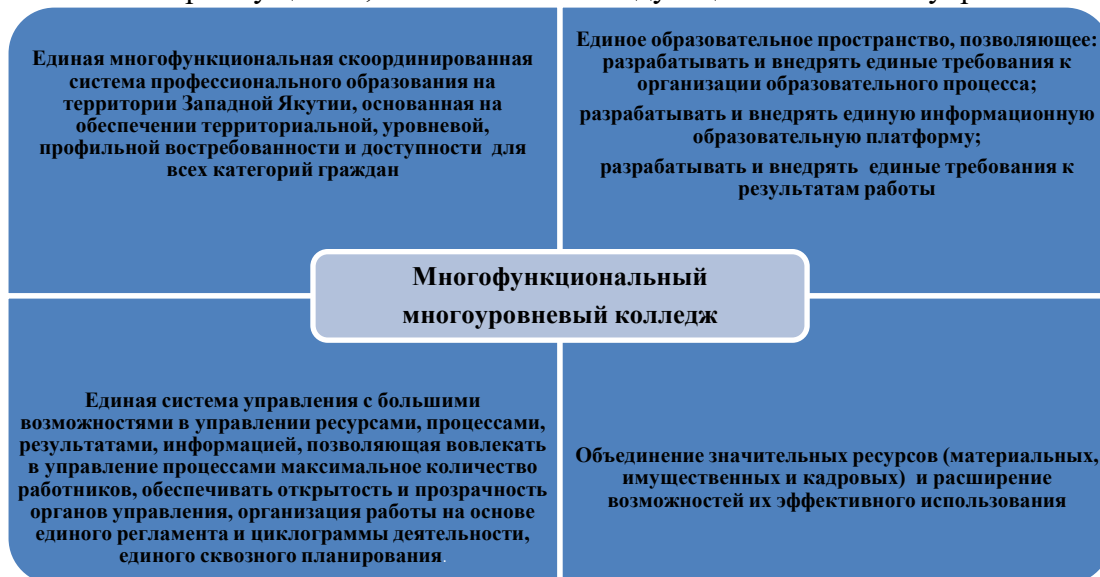 Единая многофункциональная скоординированная
система профессионального образования на
территории Западной Якутии, основанная на
обеспечении территориальной, уровневой,
профильной востребованности и доступности для
всех категорий граждан
Единое образовательное пространство, позволяющее:
разрабатывать и внедрять единые требования к
организации образовательного процесса;
разрабатывать и внедрять единую информационную
образовательную платформу;
разрабатывать и внедрять единые требования к
результатам работы
Многофункциональный
многоуровневый колледж
Единая система управления с большими
возможностями в управлении ресурсами, процессами,
результатами, информацией, позволяющая вовлекать
в управление процессами максимальное количество
работников, обеспечивать открытость и прозрачность
органов управления, организация работы на основе
единого регламента и циклограммы деятельности,
единого сквозного планирования.
Объединение значительных ресурсов (материальных,
имущественных и кадровых) и расширение
возможностей их эффективного использования